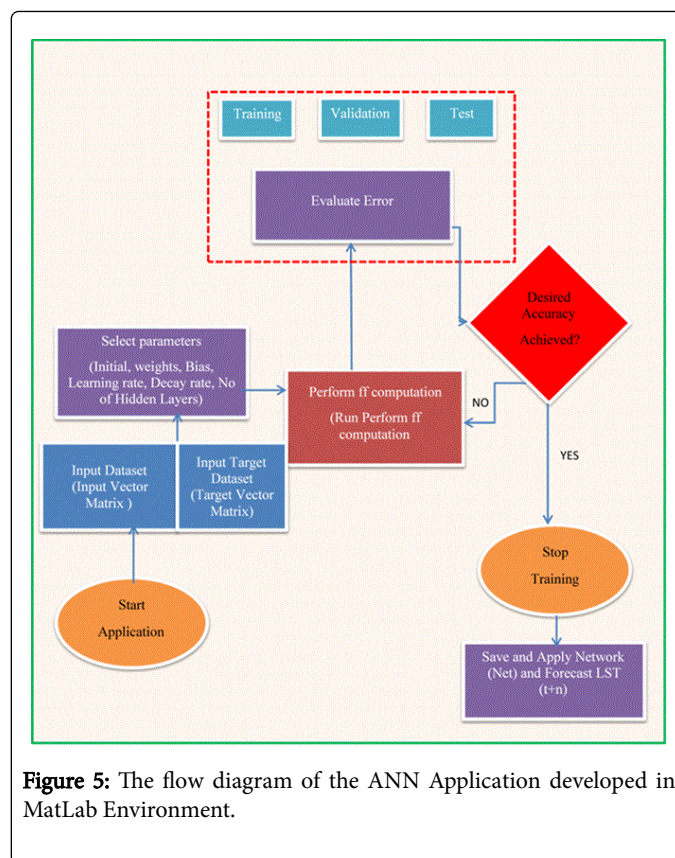 Training
Validation
Test
Evaluate Error
Desired
Accuracy
Achieved?
Select parameters
(Initial, weights, Bias,
Learning rate, Decay rate, No
of Hidden Layers)
Perform ff computation
(Run Perform ff
computation
NO
YES
Input Dataset
(Input Vector
Matrix )
Input Target
Dataset
(Target Vector
Matrix)
Start
Application
Stop
Training
Save and Apply Network
(Net) and Forecast LST
(t+n)
Figure 5: The flow diagram of the ANN Application developed in
MatLab Environment.